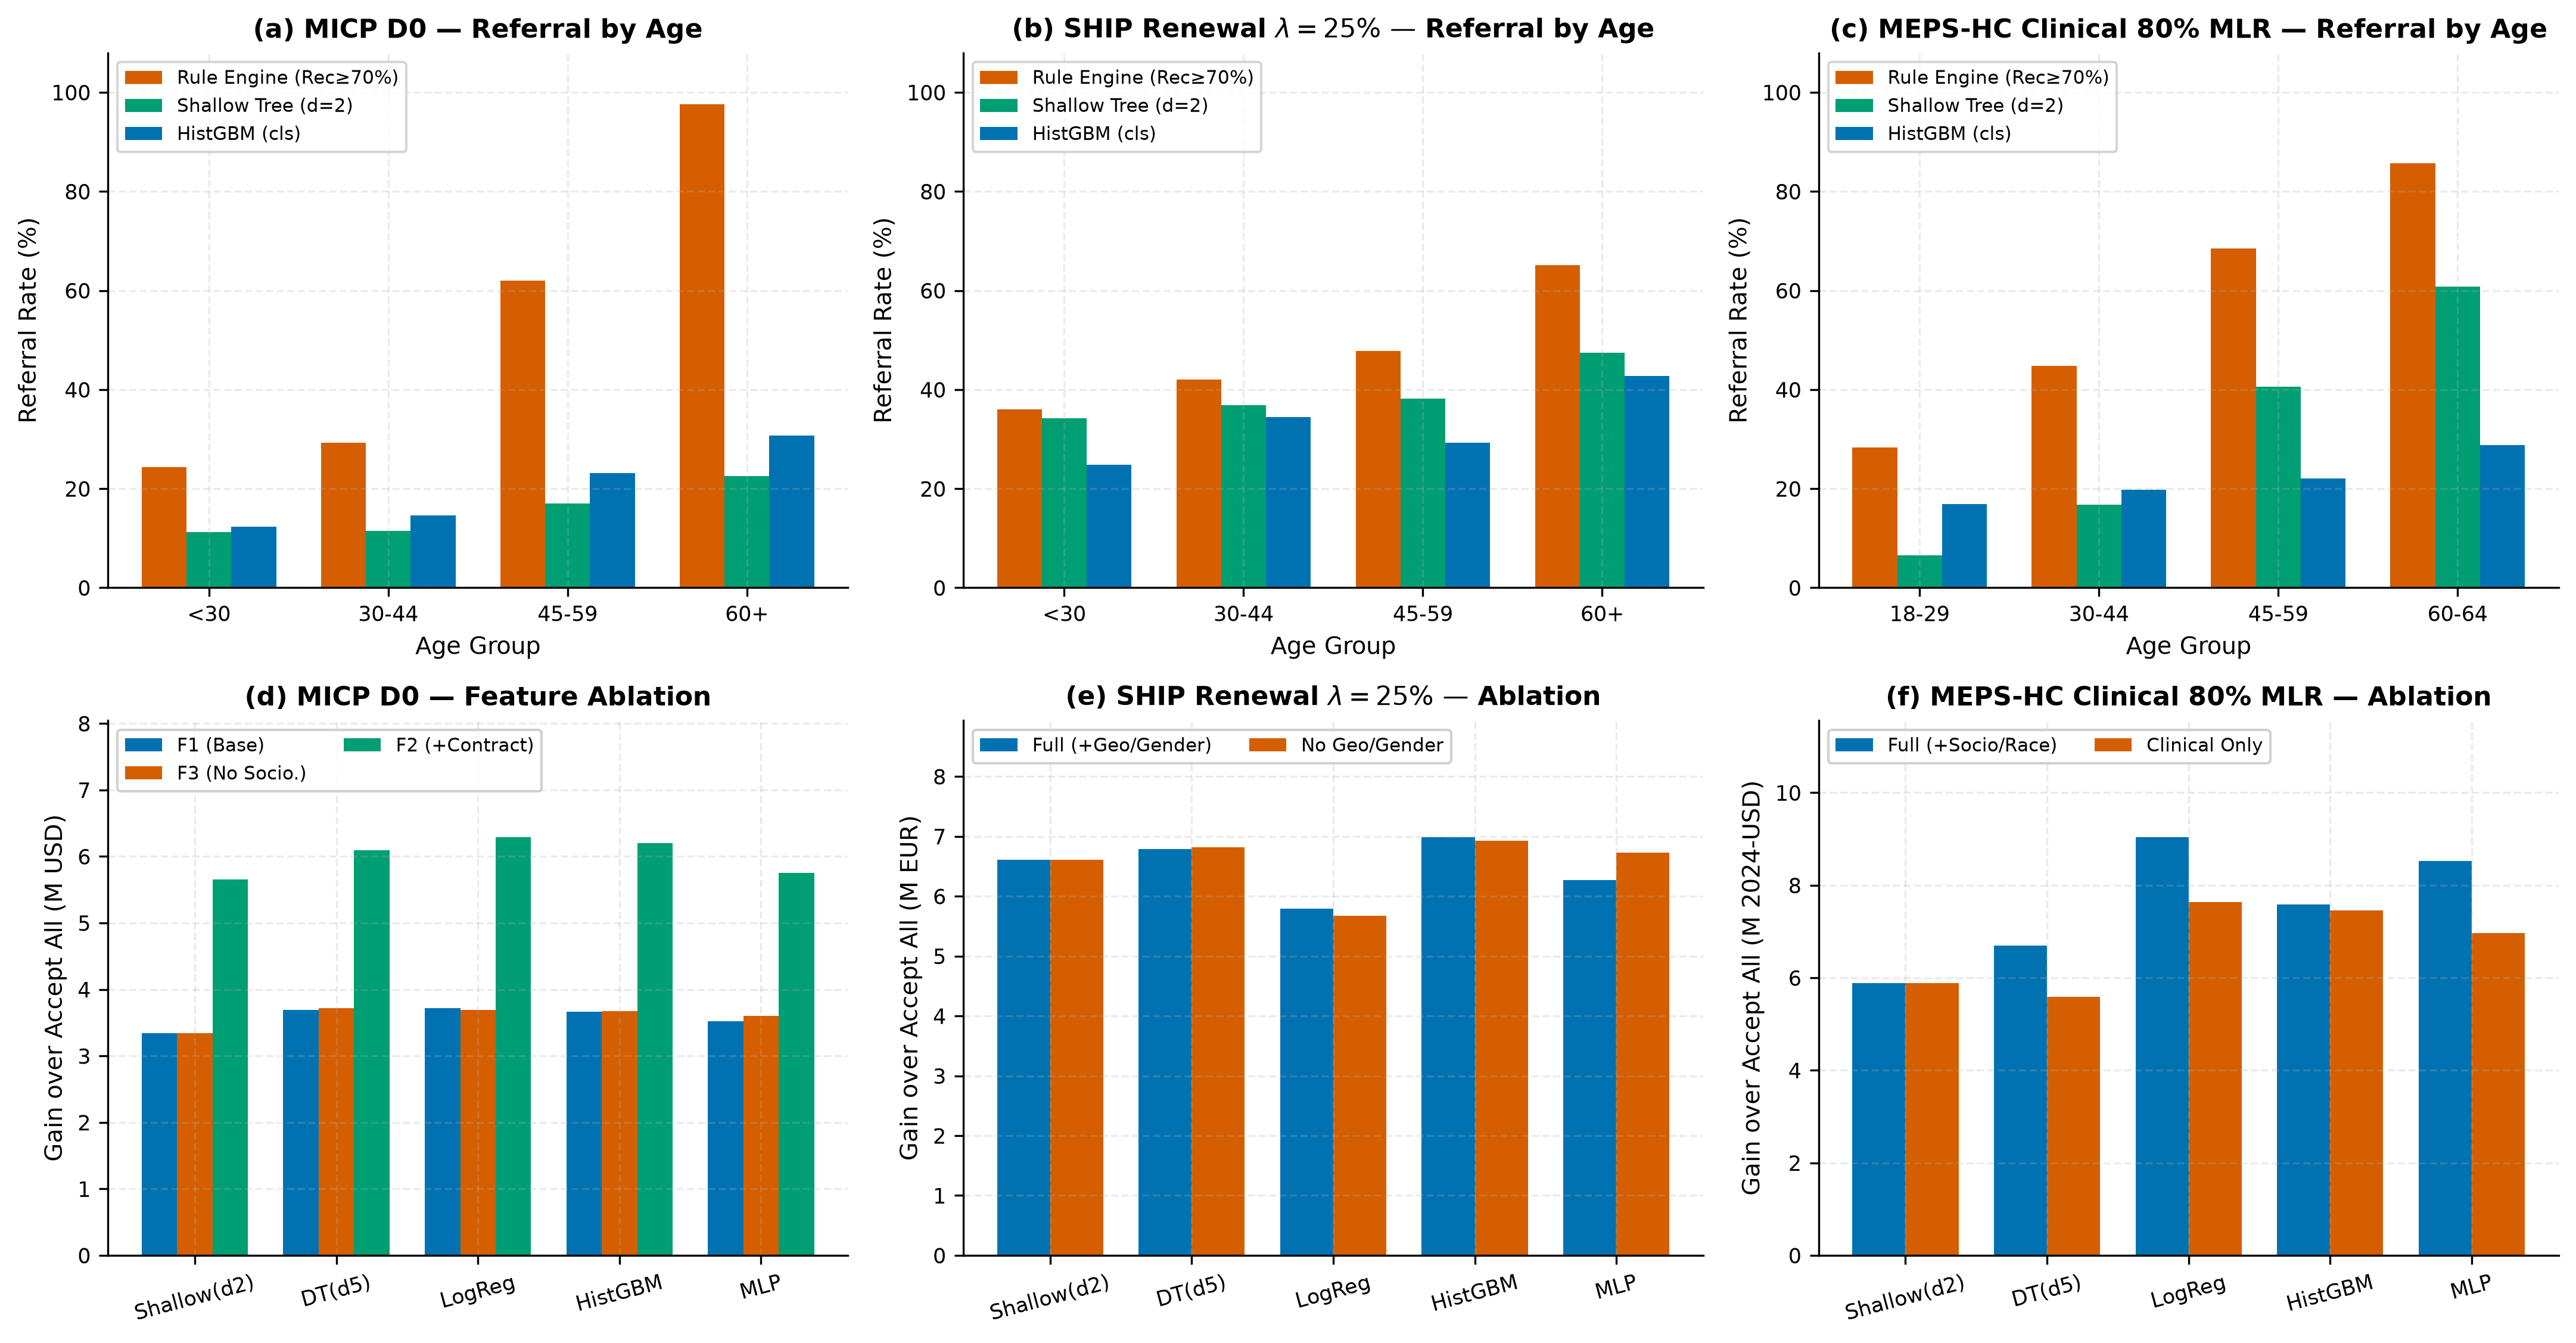 (a) MICP D0 — Referral by Age
Rule Engine (Rec≥70%)
Shallow Tree (d=2)
HistGBM (cls)
Referral Rate (%)
100
80
60
40
20
0
<30
30-44
45-59
60+
Age Group
(b) SHIP Renewal λ = 25% — Referral by Age
Rule Engine (Rec≥70%)
Shallow Tree (d=2)
HistGBM (cls)
Referral Rate (%)
100
80
60
40
20
0
<30
30-44
45-59
60+
Age Group
(c) MEPS-HC Clinical 80% MLR — Referral by Age
Rule Engine (Rec≥70%)
Shallow Tree (d=2)
HistGBM (cls)
Referral Rate (%)
100
80
60
40
20
0
18-29
30-44
45-59
60-64
Age Group
(d) MICP D0 — Feature Ablation
F1 (Base)
F3 (No Socio.)
F2 (+Contract)
Gain over Accept All (M USD)
8
7
6
5
4
3
2
1
0
Shallow(d2)
DT(d5)
LogReg
HistGBM
MLP
(e) SHIP Renewal λ = 25% — Ablation
Full (+Geo/Gender)
No Geo/Gender
Gain over Accept All (M EUR)
8
7
6
5
4
3
2
1
0
Shallow(d2)
DT(d5)
LogReg
HistGBM
MLP
(f) MEPS-HC Clinical 80% MLR — Ablation
Full (+Socio/Race)
Clinical Only
Gain over Accept All (M 2024-USD)
10
8
6
4
2
0
Shallow(d2)
DT(d5)
LogReg
HistGBM
MLP